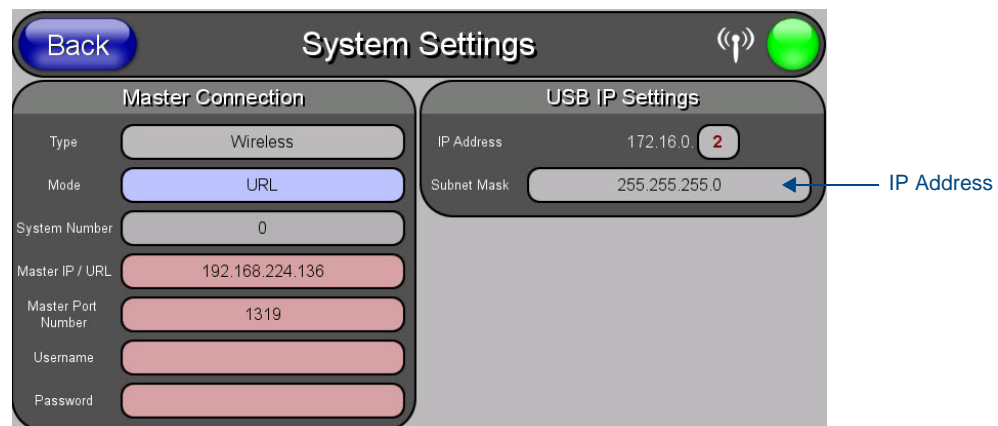 Back
System Settings
Master Connection
Type
Wireless
Mode
URL
System Number
0
Master IP / URL
192.168.224.136
Master Port
Number
1319
Username
Password
USB IP Settings
IP Address
172.16.0. 2
Subnet Mask
255.255.255.0
IP Address